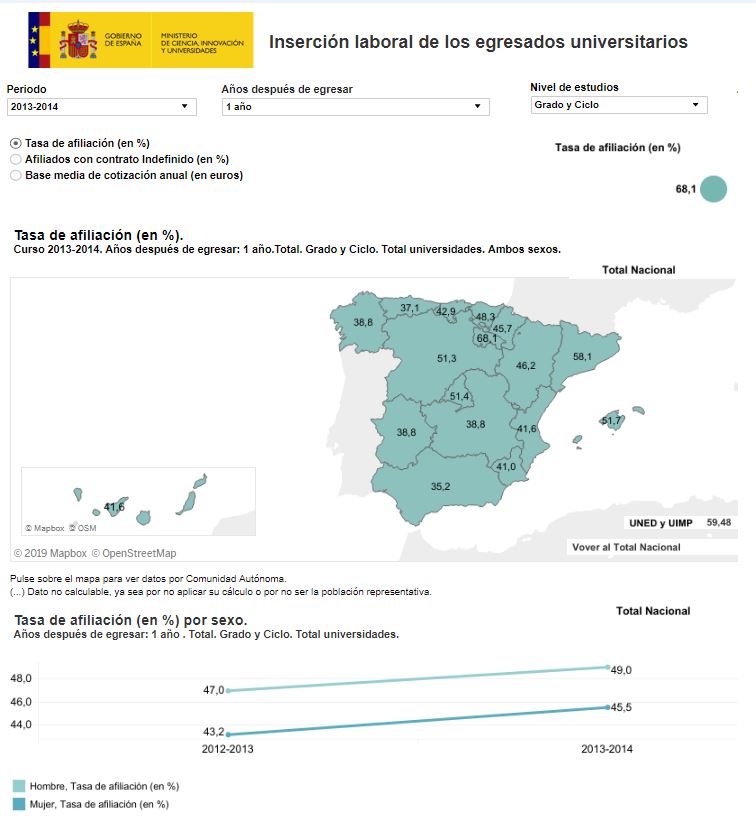 GOBIERNO
DE ESPAÑA
MINISTERIO
DE CIENCIA, INNOVACIÓN
Y UNIVERSIDADES
Inserción laboral de los egresados universitarios
Periodo
Años después de egresar
Nivel de estudios
2013-2014
1 año
Grado y Ciclo
Tasa de afiliación (en %)
Afiliados con contrato Indefinido (en %)
Base media de cotización anual (en euros)
Tasa de afiliación (en %)
68,1
Tasa de afiliación (en %).
Curso 2013-2014. Años después de egresar: 1 año.Total. Grado y Ciclo. Total universidades. Ambos sexos.
Total Nacional
38,8
37,1
42,9
48,3
45,7
68,1
51,3
46,2
58,1
51,4
38,8
38,8
41,6
51,7
41,0
35,2
41,6
© Mapbox © OSM
UNED y UIMP 59,48
Vover al Total Nacional
© 2019 Mapbox © OpenStreetMap
Pulse sobre el mapa para ver datos por Comunidad Autónoma.
(...) Dato no calculable, ya sea por no aplicar su cálculo o por no ser la población representativa.
Total Nacional
Tasa de afiliación (en %) por sexo.
Años después de egresar: 1 año . Total. Grado y Ciclo. Total universidades.
48,0
46,0
44,0
47,0
49,0
43,2
45,5
2012-2013
2013-2014
Hombre, Tasa de afiliación (en %)
Mujer, Tasa de afiliación (en %)